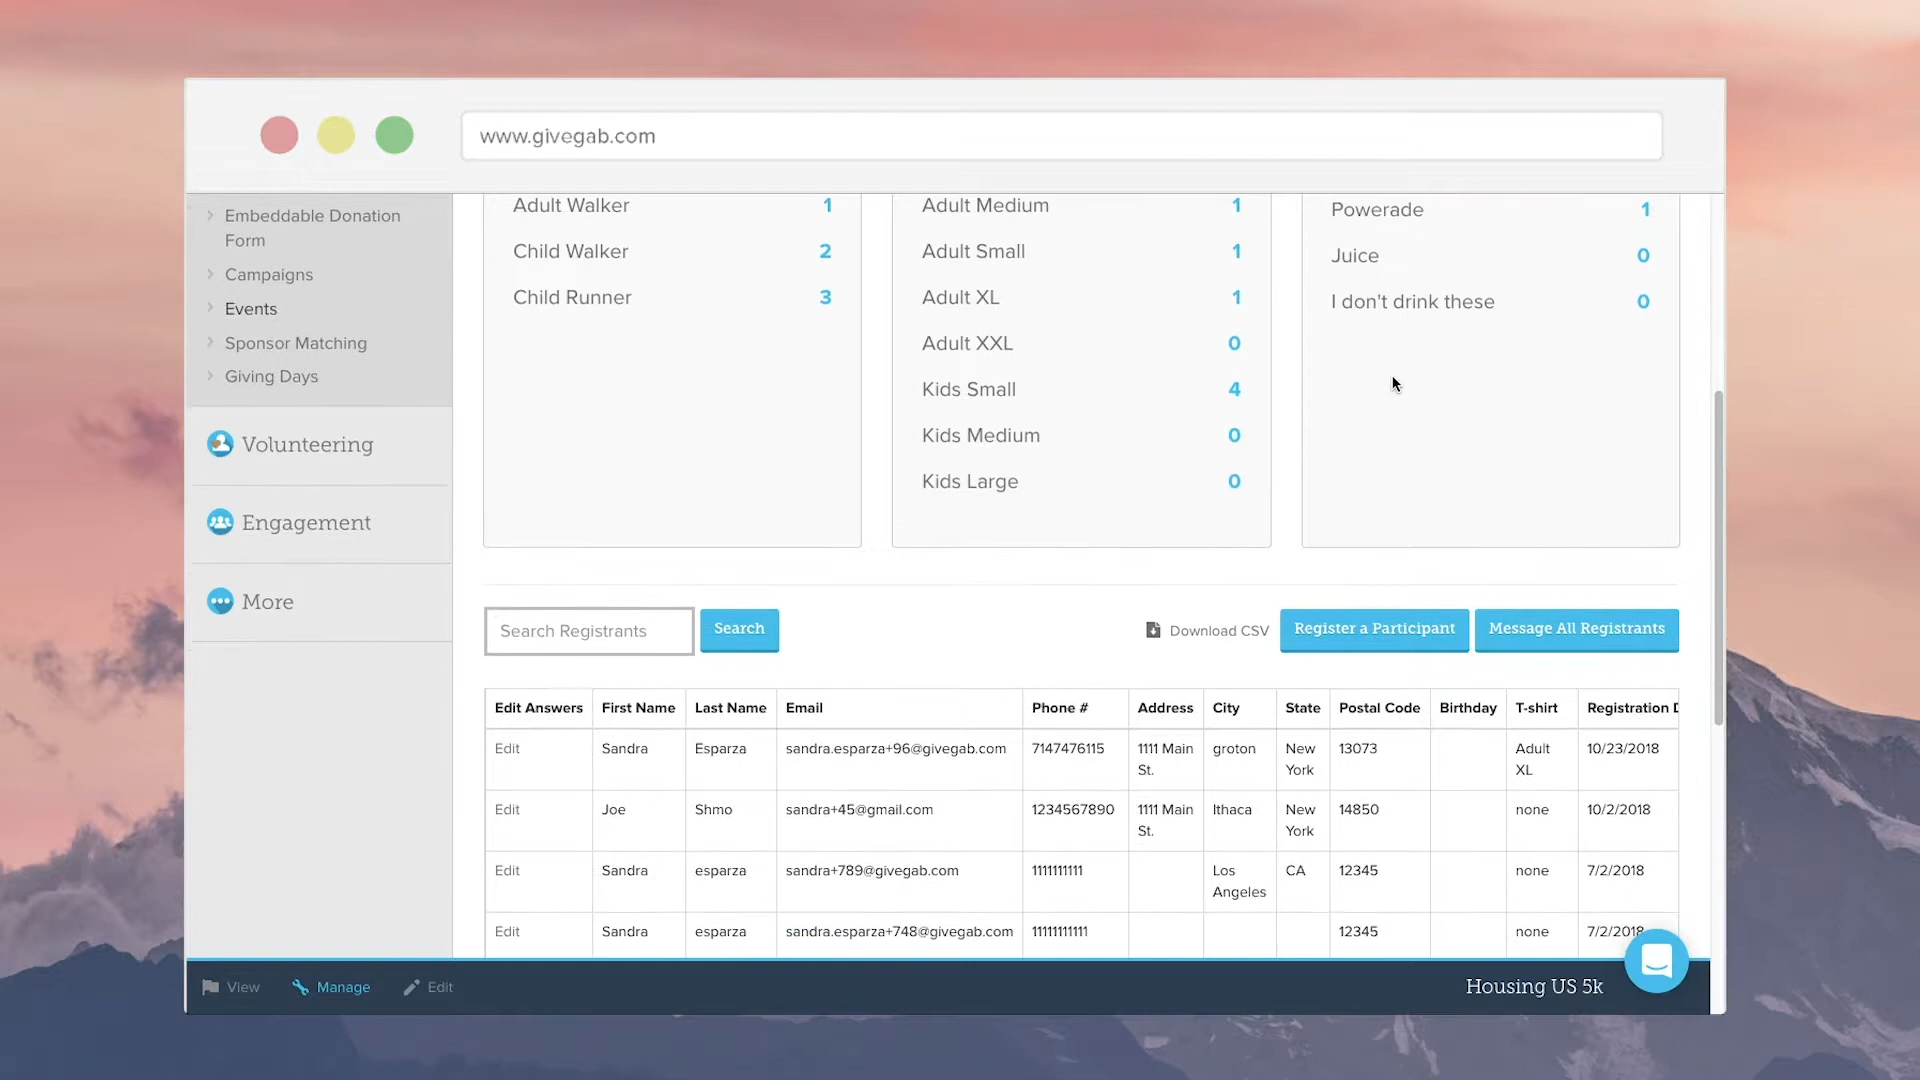 www.givegab.com
Embeddable Donation
Form
Campaigns
Events
Sponsor Matching
Giving Days
Volunteering
Engagement
More
Adult Walker 1
Child Walker 2
Child Runner 3
Adult Medium 1
Adult Small 1
Adult XL 1
Adult XXL 0
Kids Small 4
Kids Medium 0
Kids Large 0
Powerade 1
Juice 0
I don't drink these 0
Search Registrants Search Download CSV Register a Participant Message All Registrants
Edit Answers First Name Last Name Email Phone # Address City State Postal Code Birthday T-shirt Registration
Edit Sandra Esparza sandra.esparza+96@givegab.com 7147476115 1111 Main groton New 13073 Adult 10/23/2018
St. York XL
Edit Joe Shmo sandra+45@gmail.com 1234567890 1111 Main Ithaca New 14850 none 10/2/2018
St. York
Edit Sandra esparza sandra+789@givegab.com 1111111111 Los CA 12345 none 7/2/2018
Angeles
Edit Sandra esparza sandra.esparza+748@givegab.com 11111111111 12345 none 7/2/2018
View Manage Edit Housing US 5k